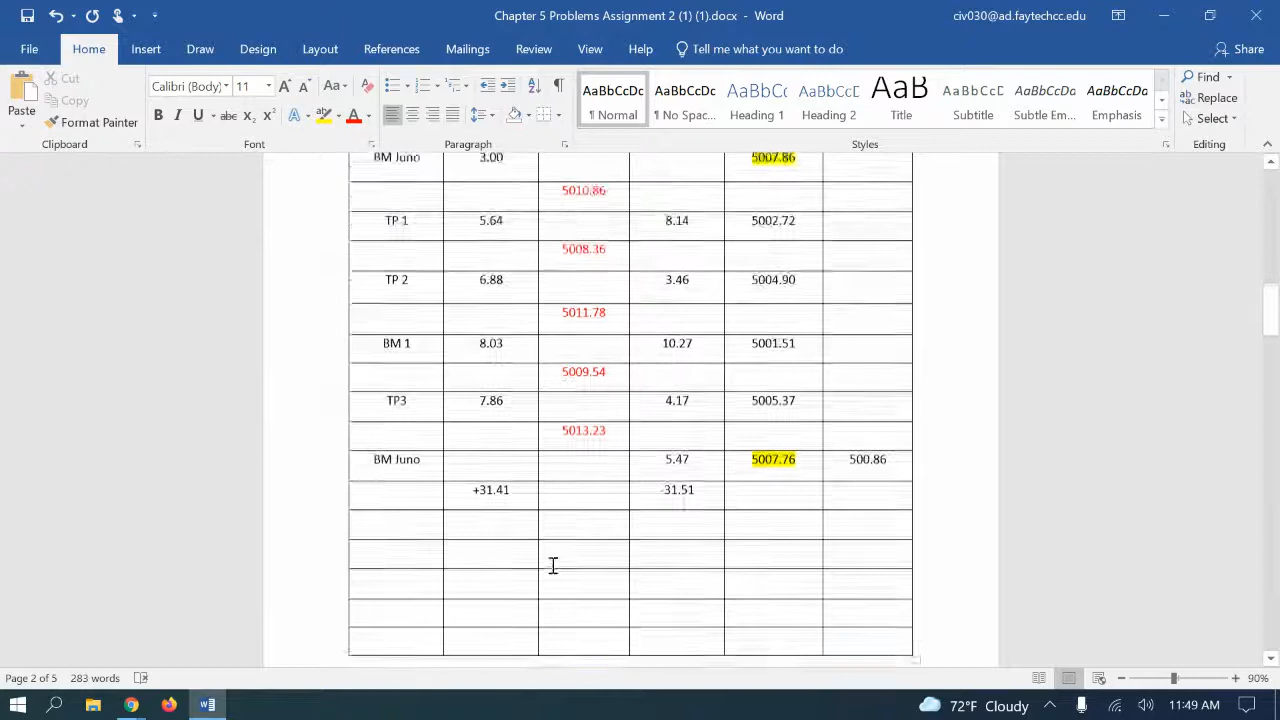 Chapter 5 Problems Assignment 2 (1) (1).docx - Word
civ030@ad.faytechcc.edu
File Home Insert Draw Design Layout References Mailings Review View Help Tell me what you want to do Share
Paste
Cut
Copy
Format Painter
Calibri (Body) 11
AaBbCcDc AaBbCcDc AaBbCc AaBbCcD AaB AaBbCcD AaBbCcDc AaBbCcDc
¶ Normal ¶ No Spac... Heading 1 Heading 2 Title Subtitle Subtle Em... Emphasis
Find
Replace
Select
Clipboard Font Paragraph Styles Editing
BM Juno 3.00 5007.86
5010.86
TP 1 5.64 8.14 5002.72
5008.36
TP 2 6.88 3.46 5004.90
5011.78
BM 1 8.03 10.27 5001.51
5009.54
TP3 7.86 4.17 5005.37
5013.23
BM Juno 5.47 5007.76 500.86
+31.41 -31.51
Page 2 of 5 283 words 90%
72°F Cloudy 11:49 AM